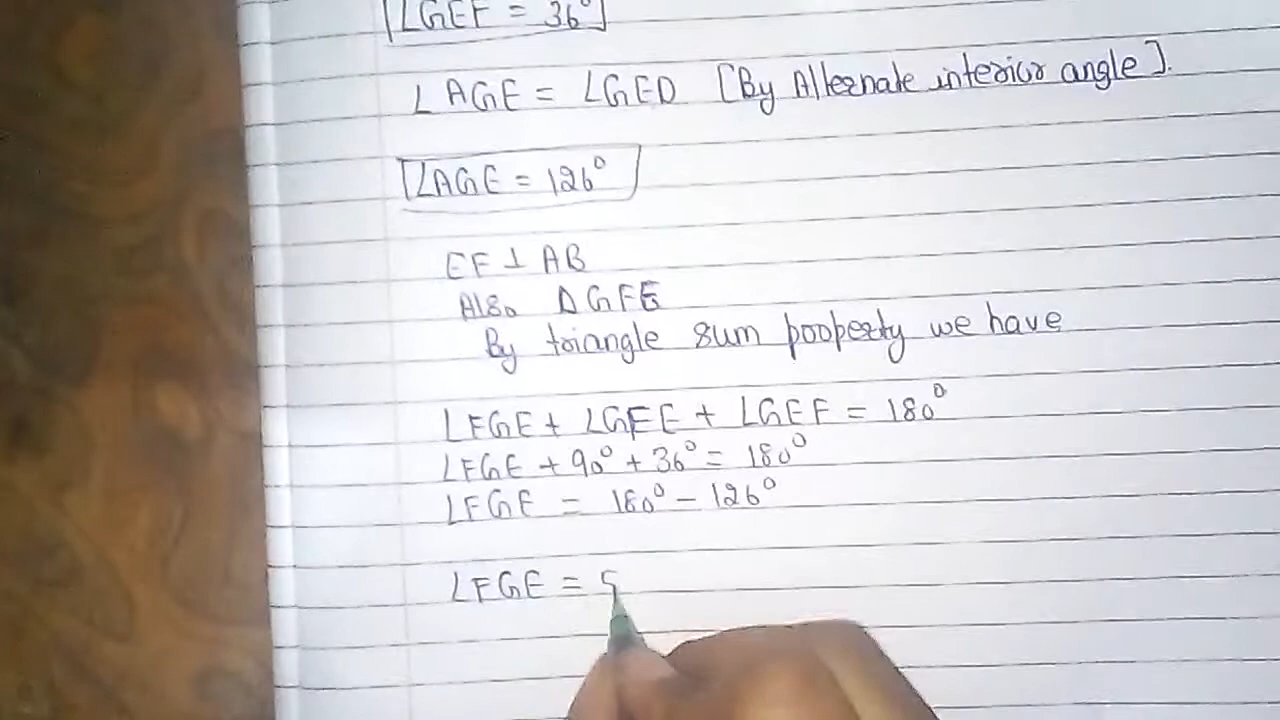 ∠GEF = 36°
∠AGE = ∠GED [By Alternate interior angle].
∠AGE = 126°
EF ⊥ AB
Also ΔGFE
By triangle sum property we have
∠FGE + ∠GFE + ∠GEF = 180°
∠FGE + 90° + 36° = 180°
∠FGE = 180° - 126°
∠FGE = 5